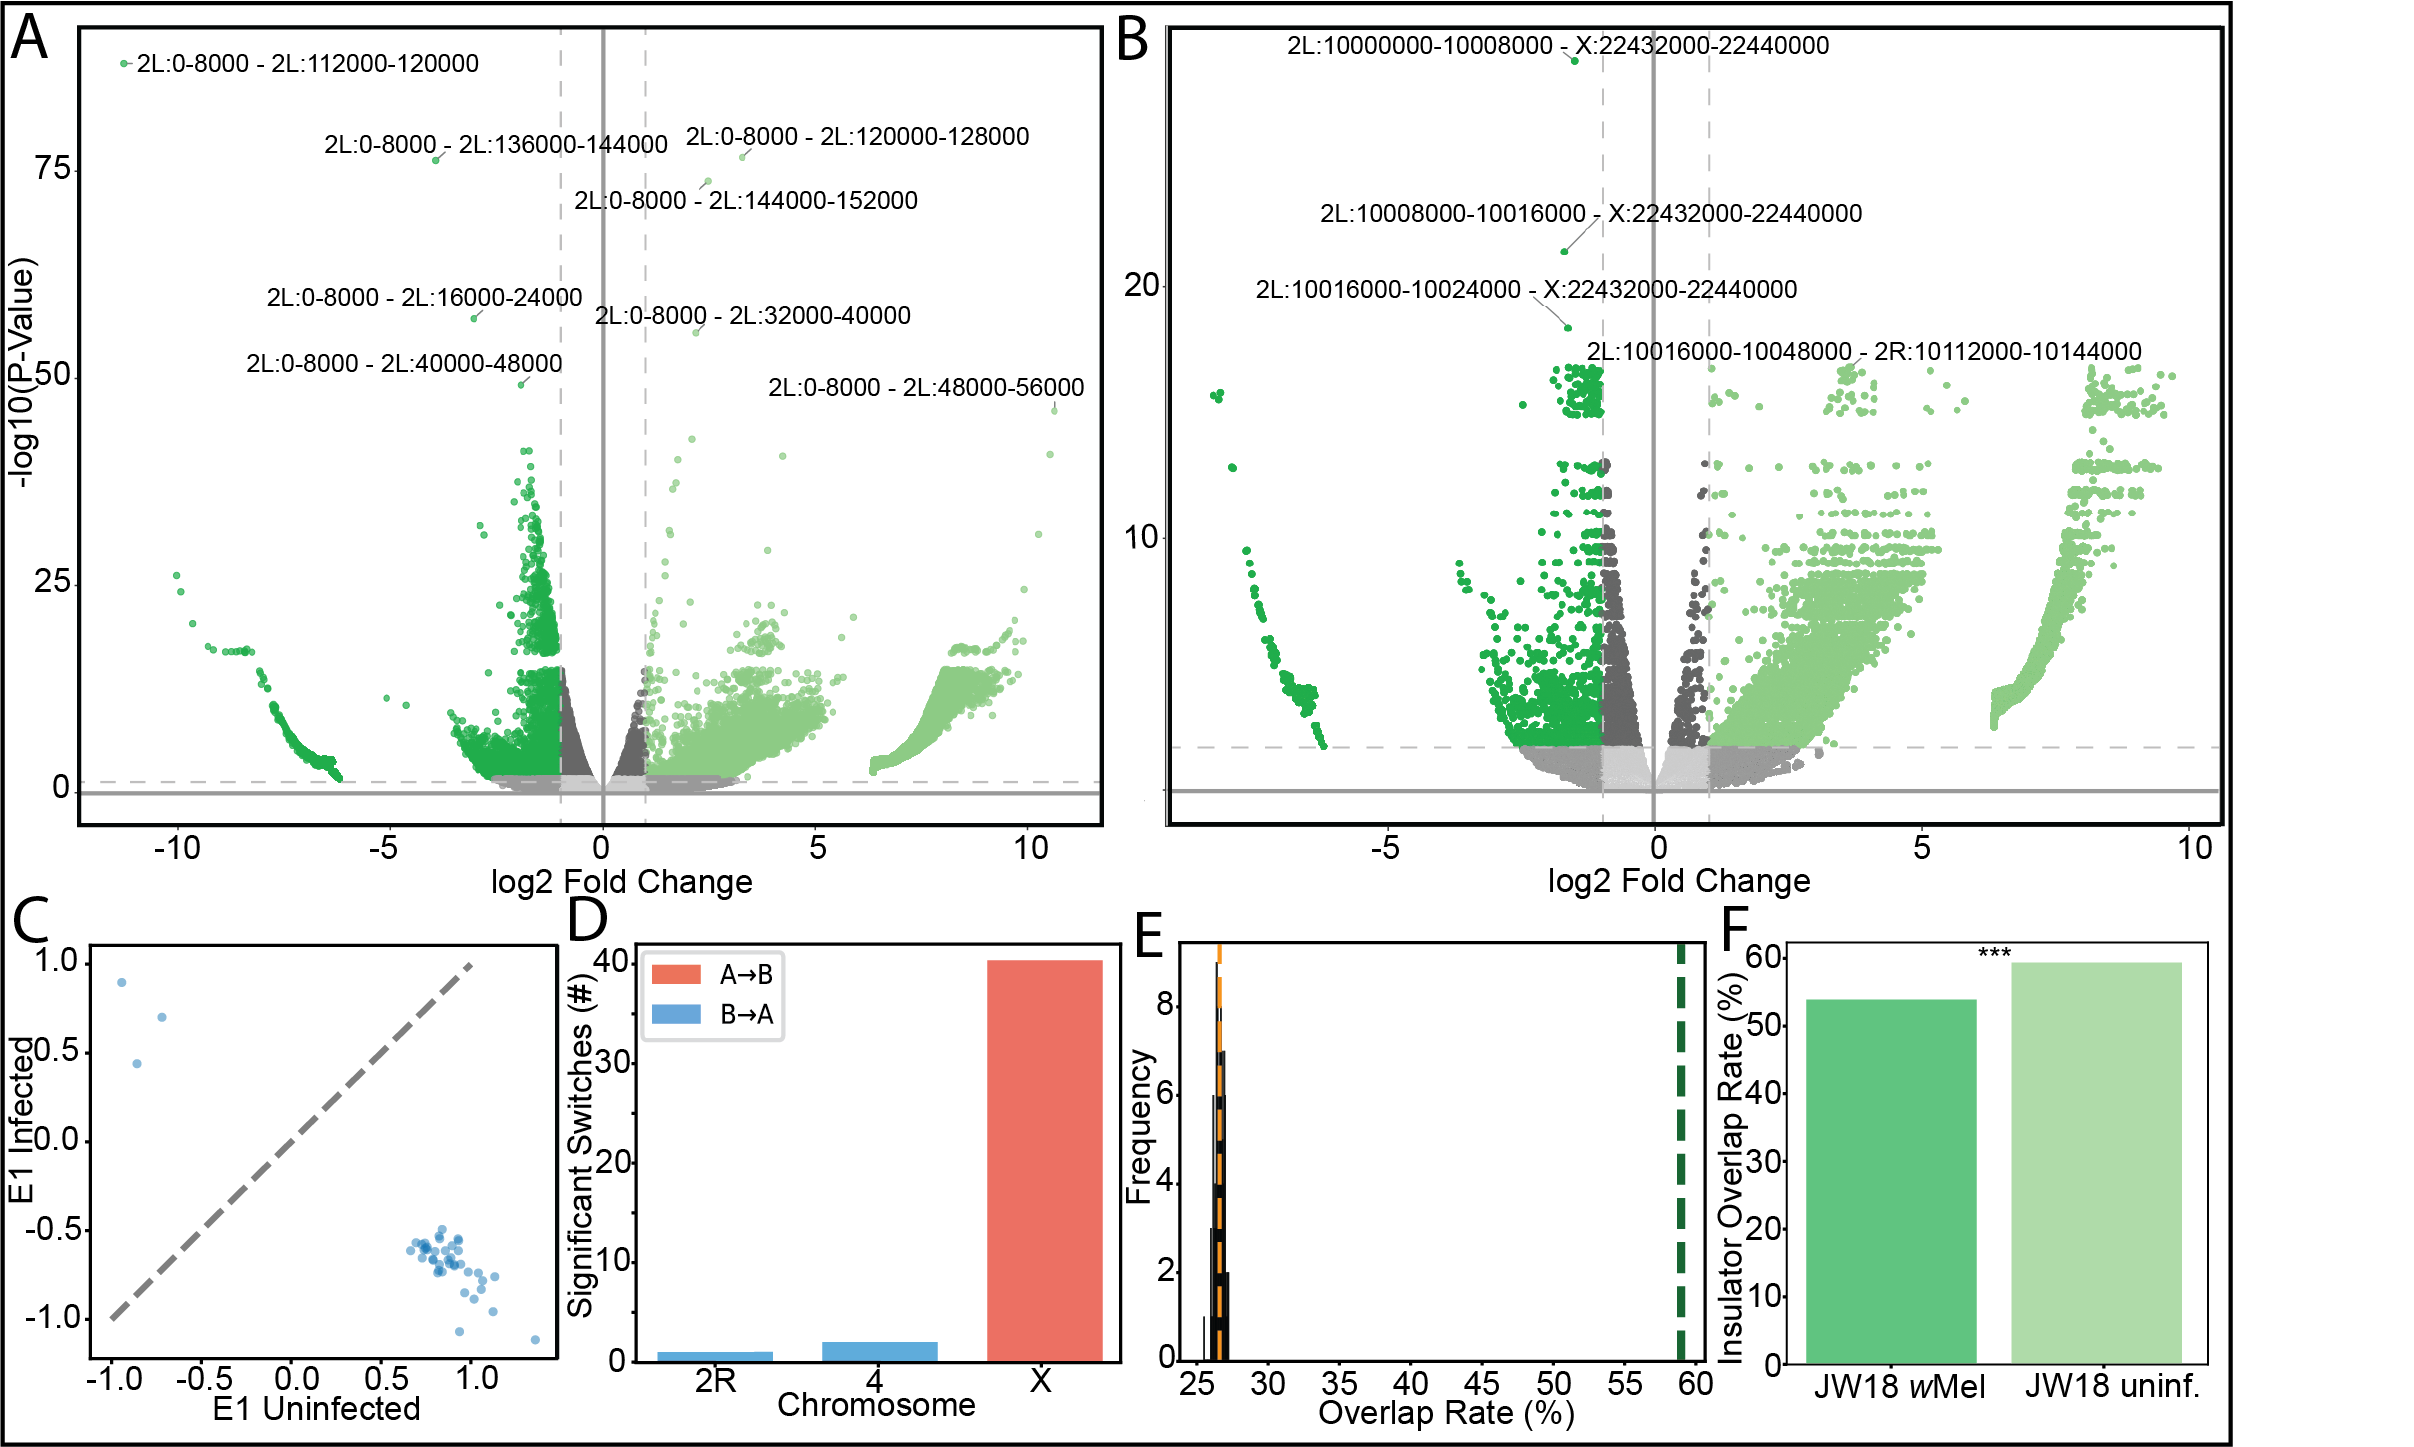 A
2L:0-8000 - 2L:112000-120000
2L:0-8000 - 2L:136000-144000
2L:0-8000 - 2L:120000-128000
2L:0-8000 - 2L:144000-152000
2L:0-8000 - 2L:16000-24000
2L:0-8000 - 2L:32000-40000
2L:0-8000 - 2L:40000-48000
2L:0-8000 - 2L:48000-56000
75
50
25
0
-log10(P-Value)
-10
-5
0
5
10
log2 Fold Change
B
2L:10000000-10008000 - X:22432000-22440000
2L:10008000-10016000 - X:22432000-22440000
2L:10016000-10024000 - X:22432000-22440000
2L:10016000-10048000 - 2R:10112000-10144000
20
10
-5
0
5
10
log2 Fold Change
C
1.0
0.5
0.0
-0.5
-1.0
E1 Infected
-1.0
-0.5
0.0
0.5
1.0
E1 Uninfected
D
40
30
20
10
0
Significant Switches (#)
A→B
B→A
2R
4
X
Chromosome
E
8
6
4
2
0
Frequency
25
30
35
40
45
50
55
60
Overlap Rate (%)
F
60
50
40
30
20
10
0
Insulator Overlap Rate (%)
***
JW18 wMel
JW18 uninf.